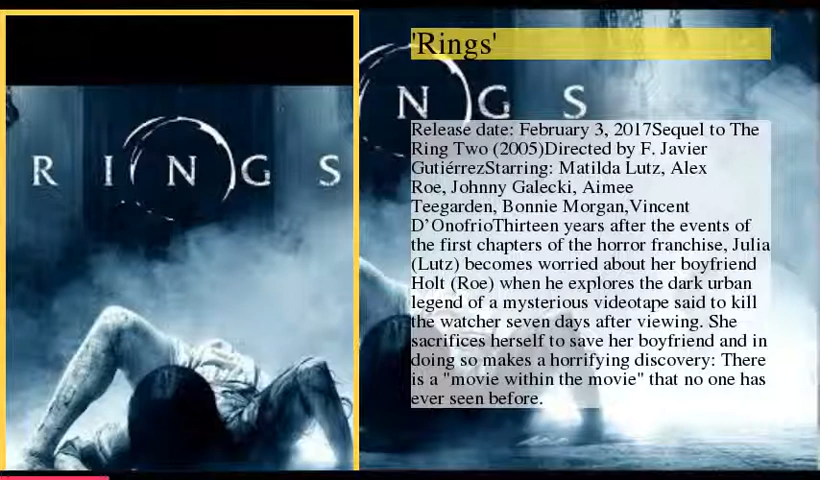 'Rings'
RINGS
NGS
Release date: February 3, 2017Sequel to The
Ring Two (2005)Directed by F. Javier
GutiérrezStarring: Matilda Lutz, Alex
Roe, Johnny Galecki, Aimee
Teegarden, Bonnie Morgan,Vincent
D’OnofrioThirteen years after the events of
the first chapters of the horror franchise, Julia
(Lutz) becomes worried about her boyfriend
Holt (Roe) when he explores the dark urban
legend of a mysterious videotape said to kill
the watcher seven days after viewing. She
sacrifices herself to save her boyfriend and in
doing so makes a horrifying discovery: There
is a "movie within the movie" that no one has
ever seen before.